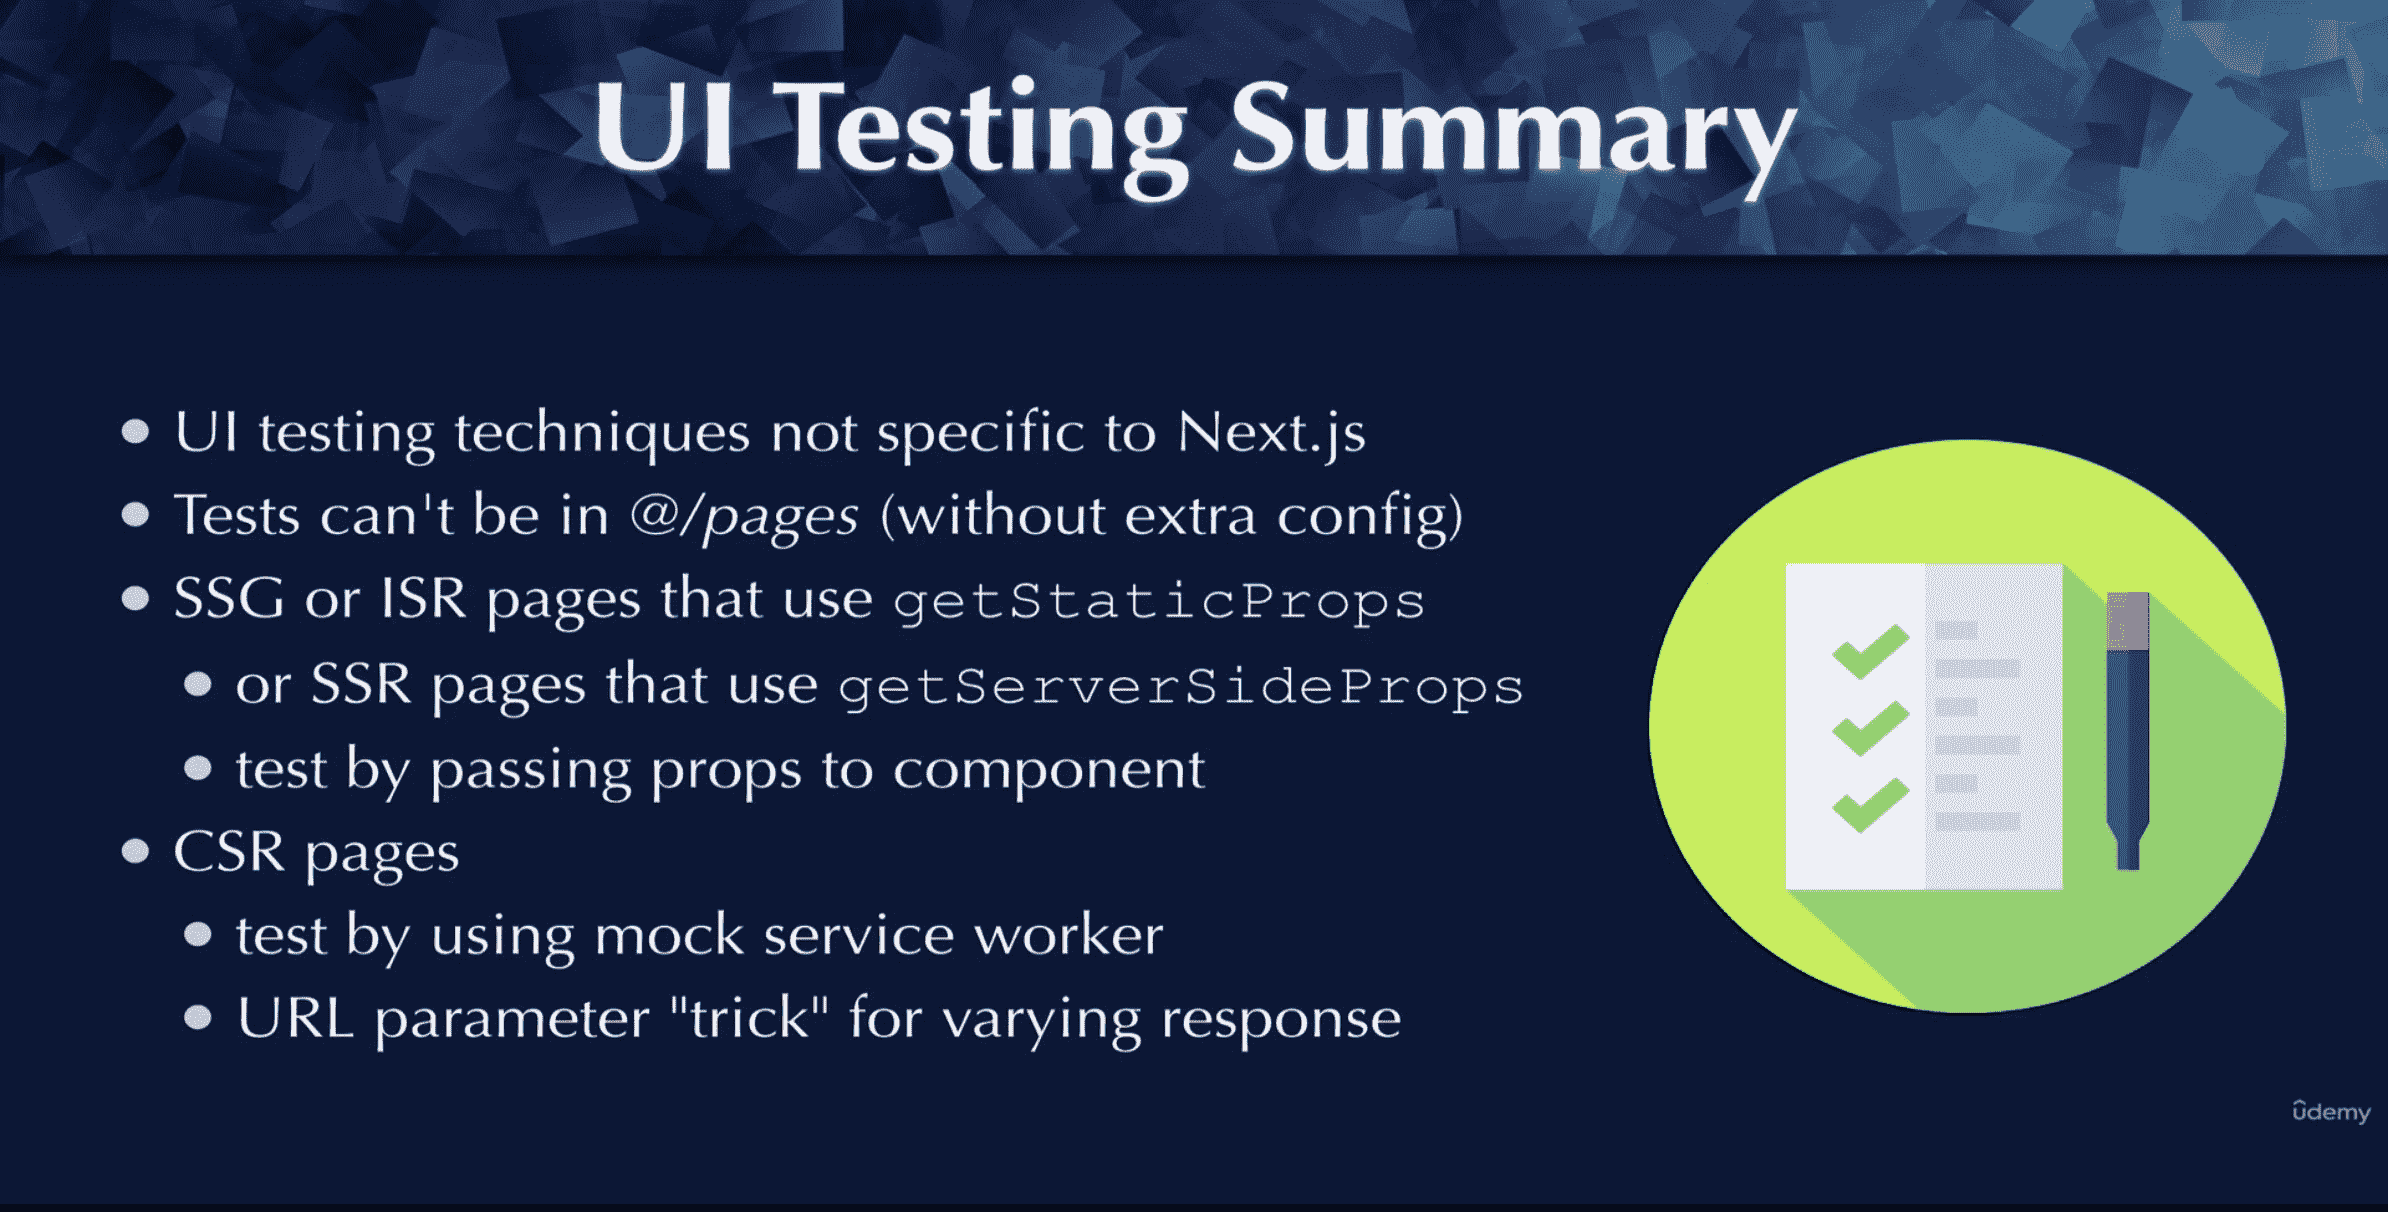 UI Testing Summary
• UI testing techniques not specific to Next.js
• Tests can't be in @/pages (without extra config)
• SSG or ISR pages that use getStaticProps
• or SSR pages that use getServerSideProps
• test by passing props to component
• CSR pages
• test by using mock service worker
• URL parameter "trick" for varying response
ûdemy